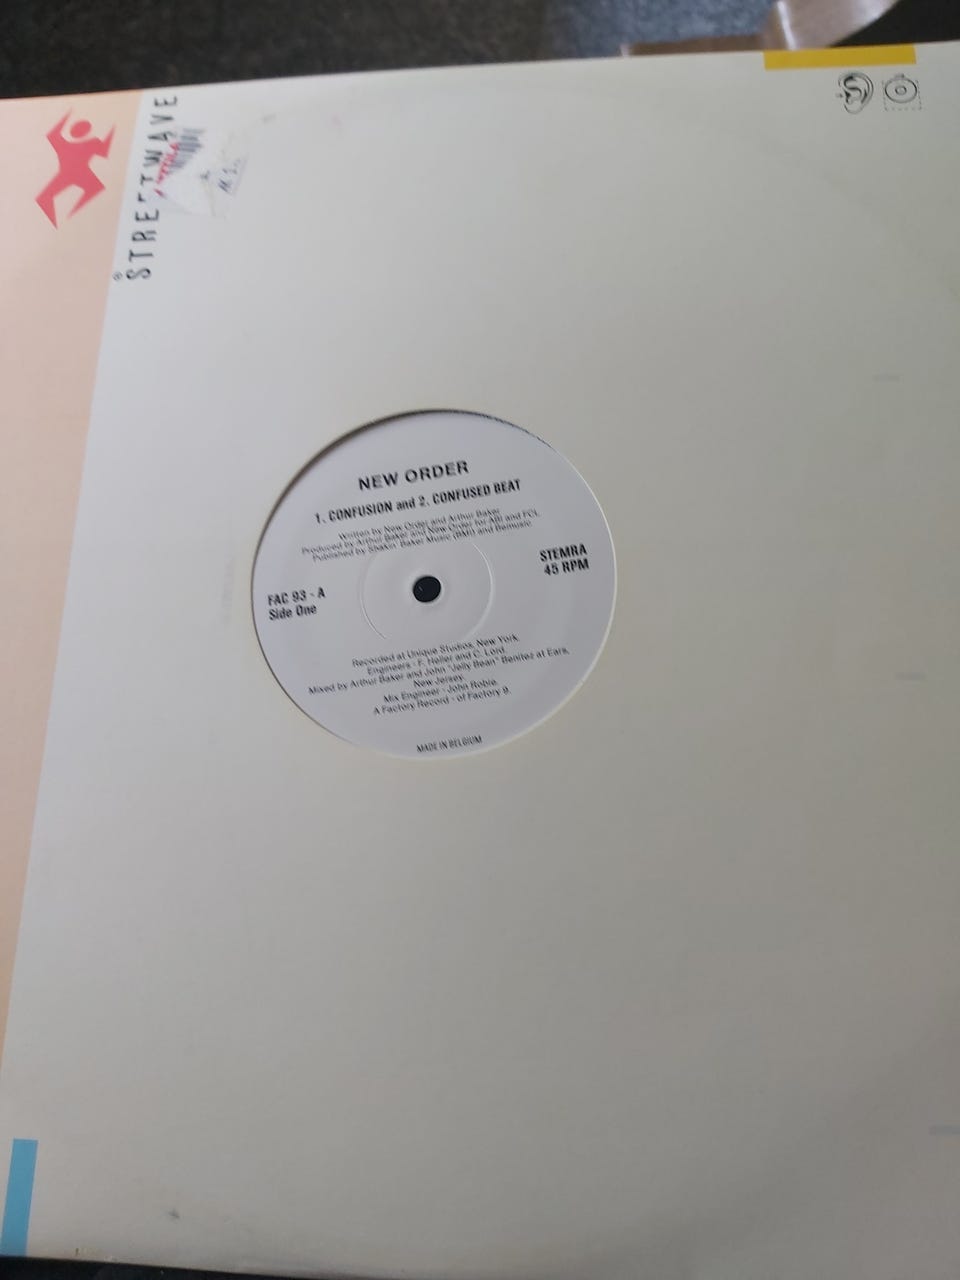 STREETWAVE
NEW ORDER
1. CONFUSION and 2. CONFUSED BEAT
Written by New Order and Arthur Baker
Produced by Arthur Baker and New Order for ABI and FCL.
Published by Shakin' Baker Music (BMI) and Bemusic
STEMRA
45 RPM
FAC 93 - A
Side One
Recorded at Unique Studios, New York.
Engineers - F. Heller and C. Lord.
Mixed by Arthur Baker and John "Jelly Bean" Benitez at Ears,
New Jersey.
Mix Engineer - John Robie.
A Factory Record - of Factory 9.
MADE IN BELGIUM